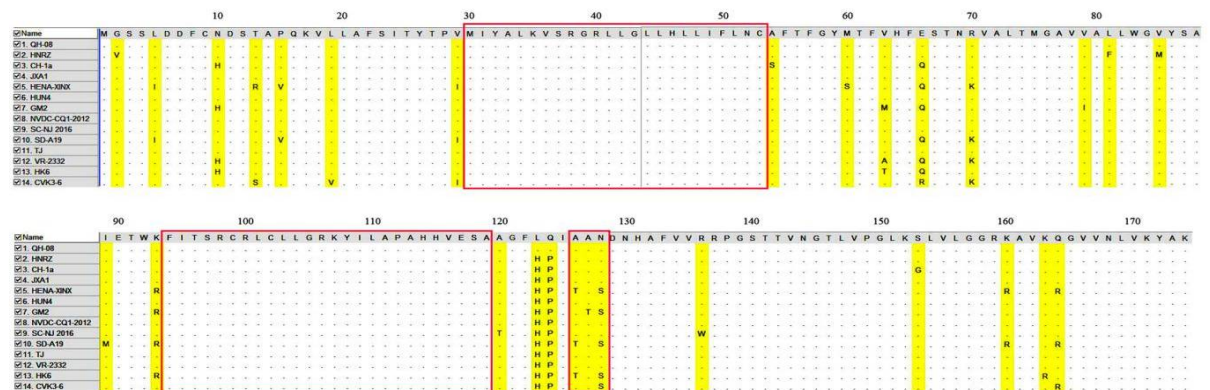 10 20 30 40 50 60 70 80
☑Name M G S S L D D F C N D S T A P Q K V L L A F S I T Y T P V M I Y A L K V S R G R L L G L L H L L I F L N C A F T F G Y M T F V H F E S T N R V A L T M G A V V A L L W G V Y S A
☑1. QH-08
☑2. HNRZ V F M
☑3. CH-1a H S Q
☑4. JXA1
☑5. HENA-XINX I R V I S Q K
☑6. HUN4
☑7. GM2 H M Q I
☑8. NVDC-CQ1-2012
☑9. SC-NJ 2016
☑10. SD-A19 I V I Q K
☑11. TJ
☑12. VR-2332 H A Q K
☑13. HK6 H T Q
☑14. CVK3-6 S V I R K
90 100 110 120 130 140 150 160 170
☑Name I E T W K F I T S R C R L C L L G R K Y I L A P A H H V E S A A G F L Q I A A N D N H A F V V R R P G S T T V N G T L V P G L K S L V L G G R K A V K Q G V V N L V K Y A K
☑1. QH-08
☑2. HNRZ H P
☑3. CH-1a H P G
☑4. JXA1 H P
☑5. HENA-XINX R H P T S R R
☑6. HUN4 H P
☑7. GM2 R H P T S
☑8. NVDC-CQ1-2012 H P
☑9. SC-NJ 2016 T H P W
☑10. SD-A19 M R H P T S R R
☑11. TJ H P
☑12. VR-2332 H P
☑13. HK6 R H P T S R
☑14. CVK3-6 H P S R